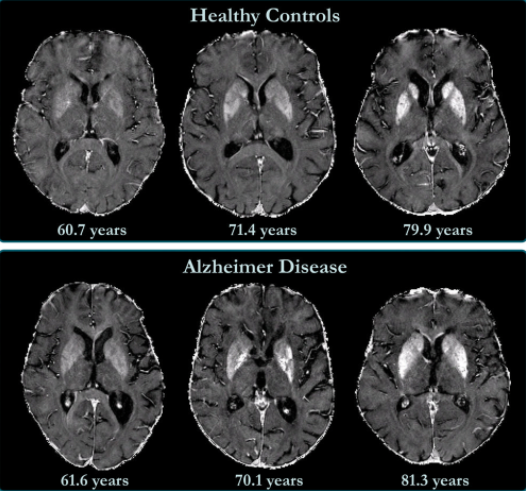 Healthy Controls
60.7 years
71.4 years
79.9 years
Alzheimer Disease
61.6 years
70.1 years
81.3 years